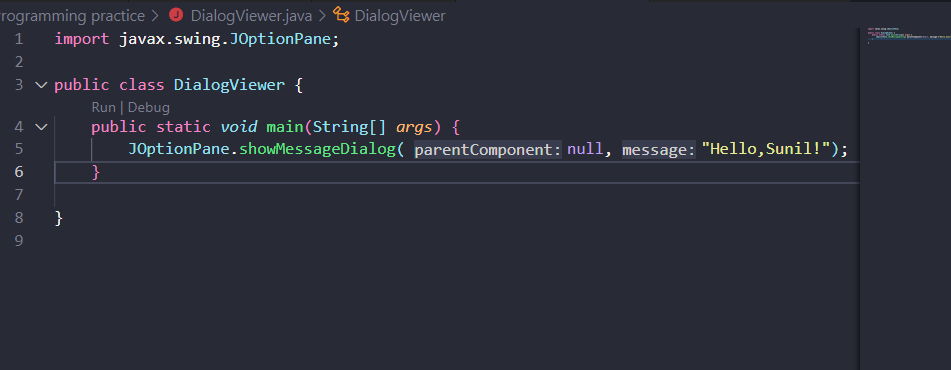 rogramming practice > DialogViewer.java > DialogViewer
1 import javax.swing.JOptionPane;
2
3 public class DialogViewer {
Run | Debug
4 public static void main(String[] args) {
5 JOptionPane.showMessageDialog( parentComponent: null, message: "Hello,Sunil!");
6 }
7
8 }
9